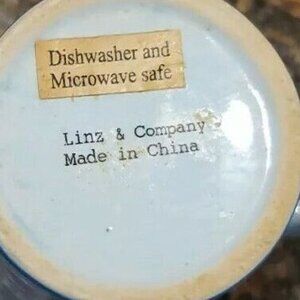 Dishwasher and
Microwave safe
Linz & Company
Made in China